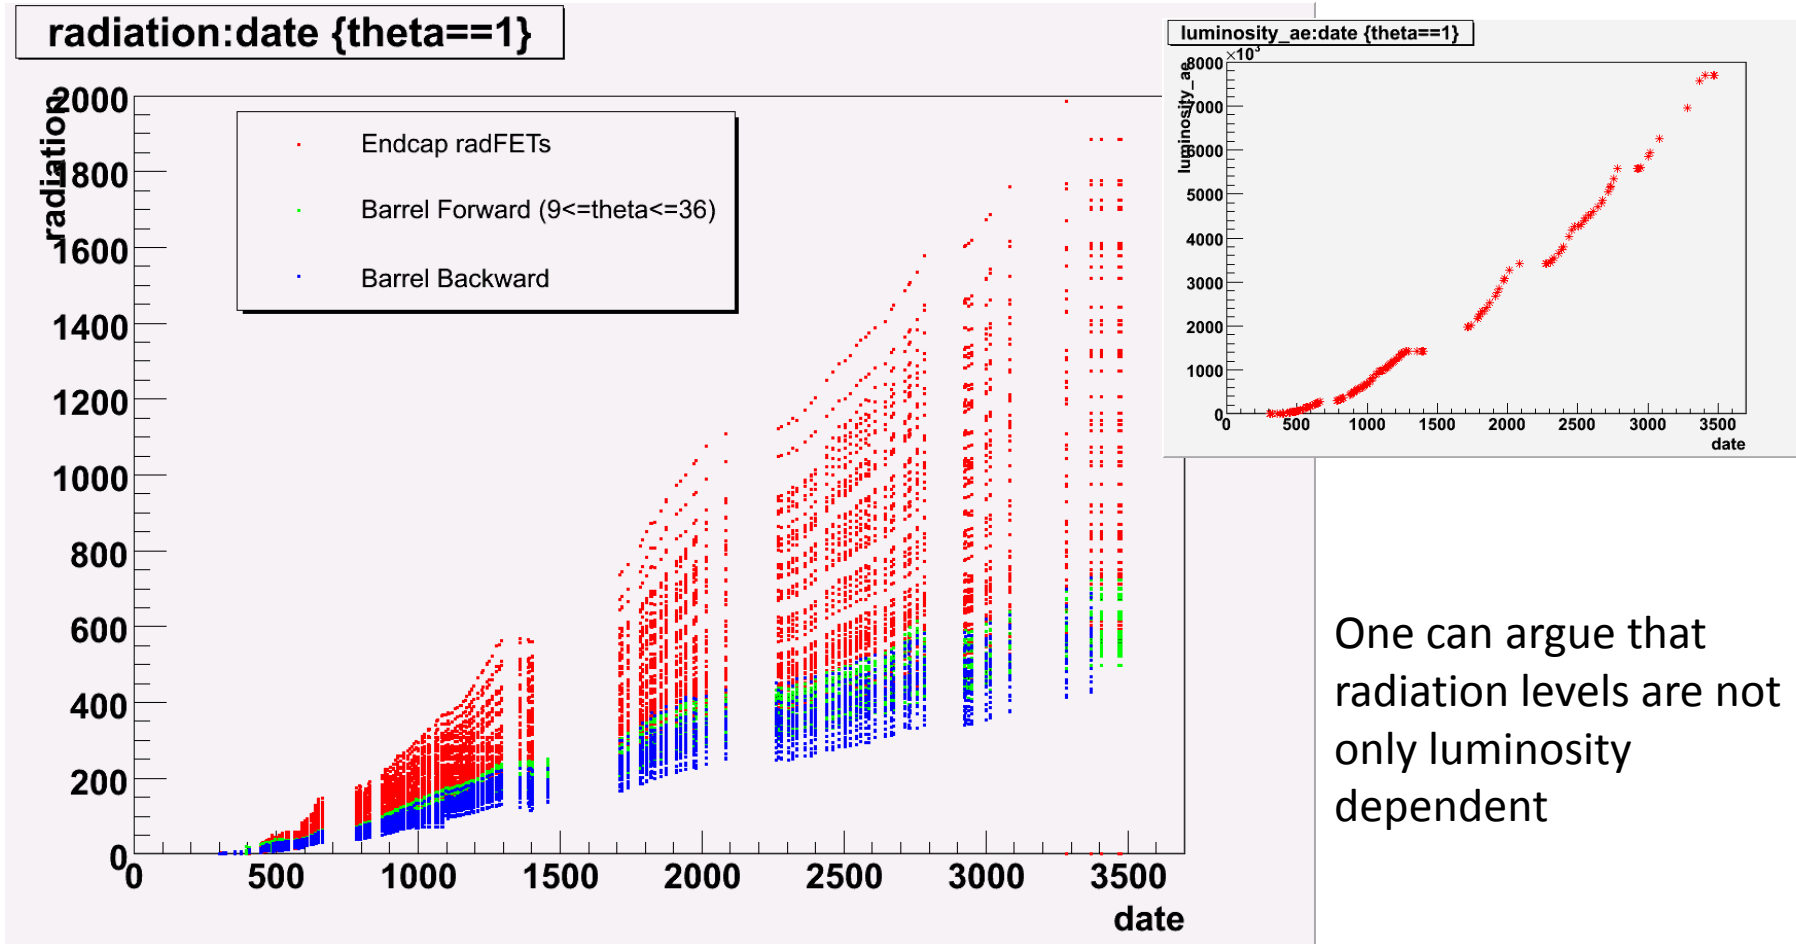 radiation:date {theta==1}
radiation
2000
1800
1600
1400
1200
1000
800
600
400
200
0
Endcap radFETs
Barrel Forward (9<=theta<=36)
Barrel Backward
0 500 1000 1500 2000 2500 3000 3500
date
luminosity_ae:date {theta==1}
×10³
luminosity_ae
8000
7000
6000
5000
4000
3000
2000
1000
0
0 500 1000 1500 2000 2500 3000 3500
date
One can argue that
radiation levels are not
only luminosity
dependent